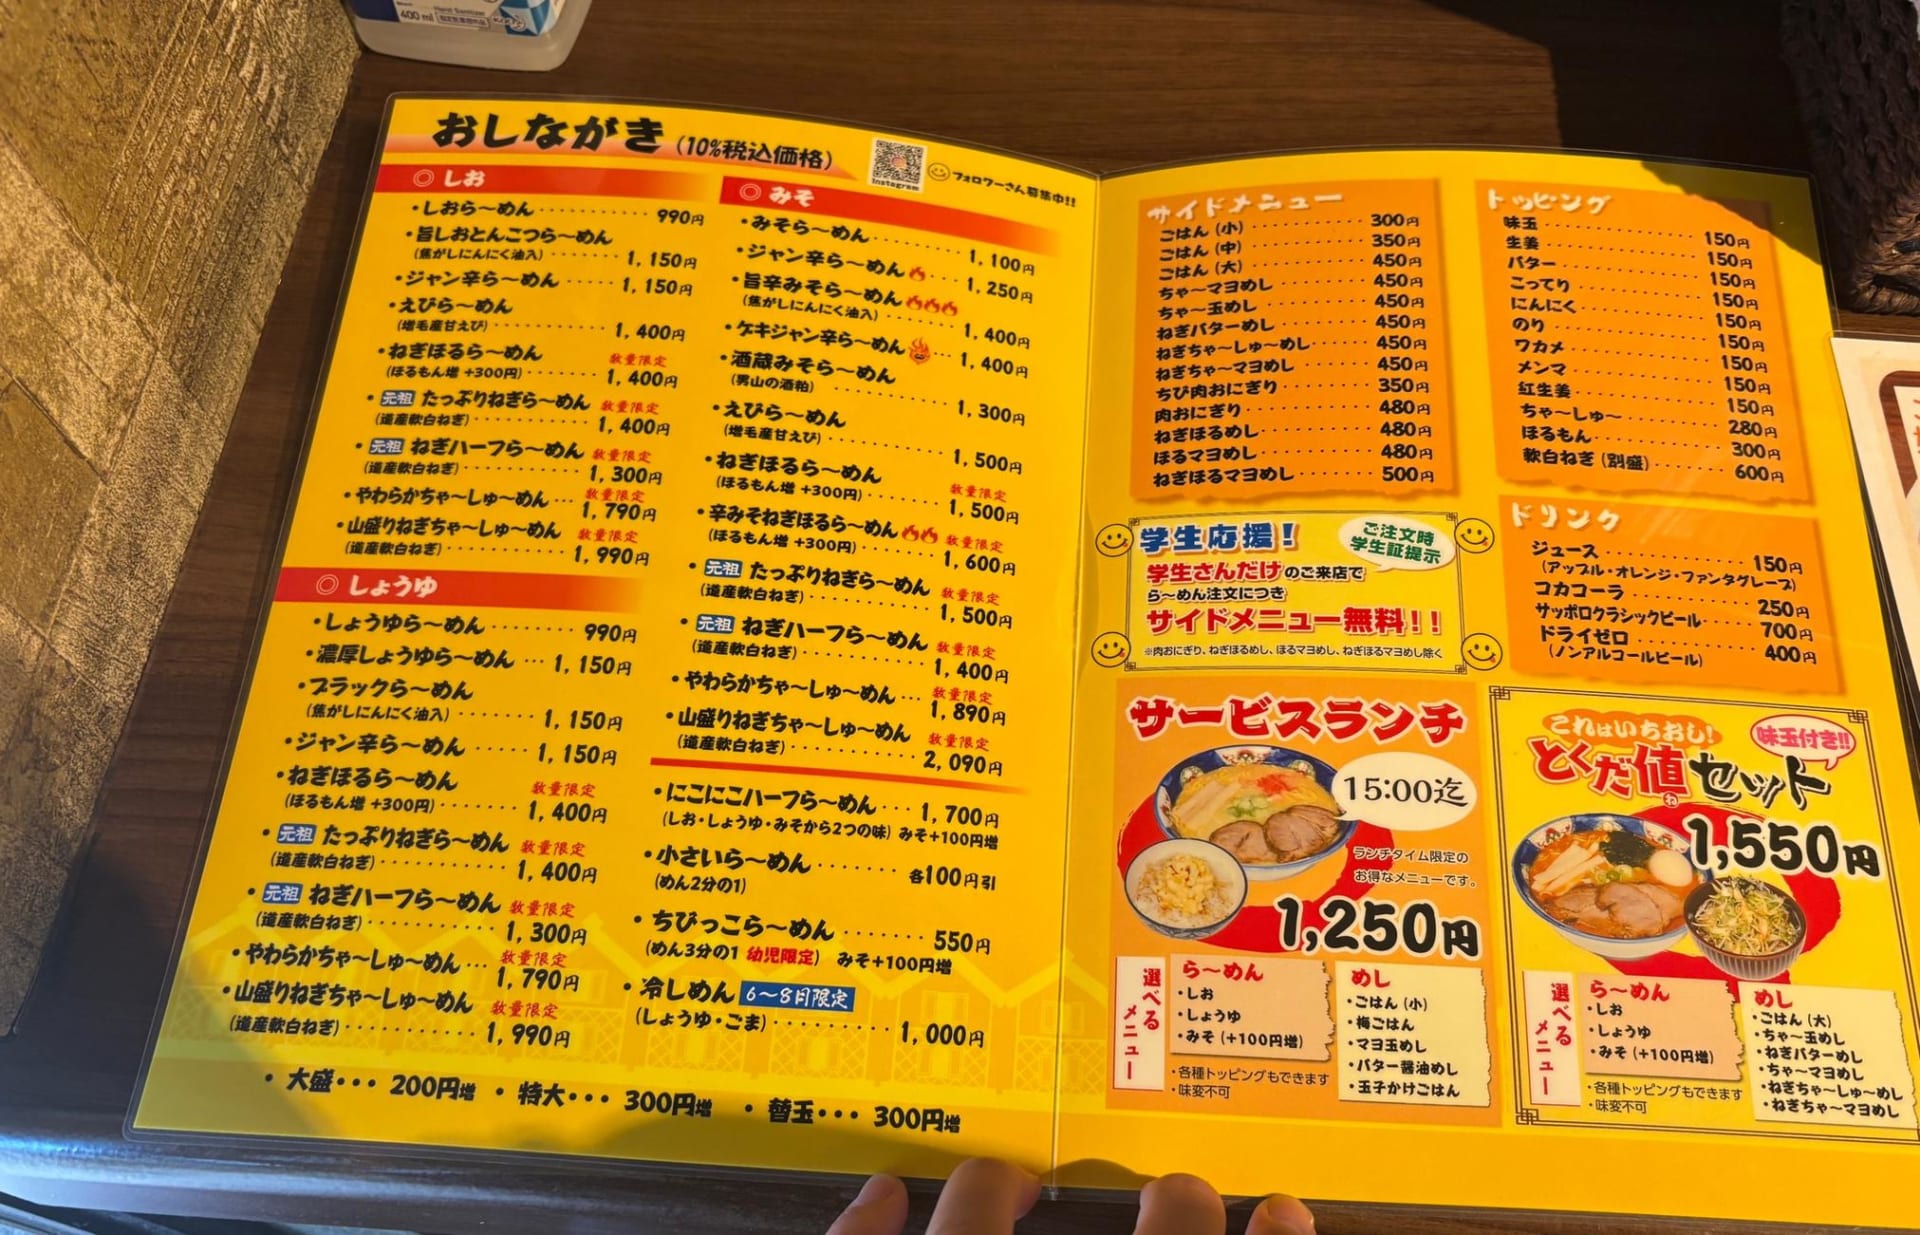 400 ml Hand Sanitizer
おしながき (10%税込価格)
Instagram
フォロワーさん募集中!!
◎しお
・しおら〜めん ・・・・・・・・・・・ 990円
・旨しおとんこつら〜めん
(焦がしにんにく油入) ・・・・・・・ 1,150円
・ジャン辛ら〜めん ・・・・・ 1,150円
・えびら〜めん
(増毛産甘えび) ・・・・・・・・・・・ 1,400円
・ねぎほるら〜めん 数量限定
(ほるもん増 +300円) ・・・・・・・ 1,400円
・元祖 たっぷりねぎら〜めん 数量限定
(道産軟白ねぎ) ・・・・・・・・・・・ 1,400円
・元祖 ねぎハーフら〜めん 数量限定
(道産軟白ねぎ) ・・・・・・・・・・・ 1,300円
・やわらかちゃ〜しゅ〜めん ・・・ 数量限定 1,790円
・山盛りねぎちゃ〜しゅ〜めん 数量限定
(道産軟白ねぎ) ・・・・・・・・・・・ 1,990円
◎しょうゆ
・しょうゆら〜めん ・・・・・・・・ 990円
・濃厚しょうゆら〜めん ・・・ 1,150円
・ブラックら〜めん
(焦がしにんにく油入) ・・・・・・・ 1,150円
・ジャン辛ら〜めん ・・・・・ 1,150円
・ねぎほるら〜めん 数量限定
(ほるもん増 +300円) ・・・・・・・ 1,400円
・元祖 たっぷりねぎら〜めん 数量限定
(道産軟白ねぎ) ・・・・・・・・・・・ 1,400円
・元祖 ねぎハーフら〜めん 数量限定
(道産軟白ねぎ) ・・・・・・・・・・・ 1,300円
・やわらかちゃ〜しゅ〜めん ・・・ 数量限定 1,790円
・山盛りねぎちゃ〜しゅ〜めん 数量限定
(道産軟白ねぎ) ・・・・・・・・・・・ 1,990円
◎みそ
・みそら〜めん ・・・・・・・・・ 1,100円
・ジャン辛ら〜めん ・・・ 1,250円
・旨辛みそら〜めん
(焦がしにんにく油入) ・・・・・・・ 1,400円
・ゲキジャン辛ら〜めん ・・・ 1,400円
・酒蔵みそら〜めん
(男山の酒粕) ・・・・・・・・・・・ 1,300円
・えびら〜めん
(増毛産甘えび) ・・・・・・・・・・・ 1,500円
・ねぎほるら〜めん 数量限定
(ほるもん増 +300円) ・・・・・・・ 1,500円
・辛みそねぎほるら〜めん 数量限定
(ほるもん増 +300円) ・・・・・・・ 1,600円
・元祖 たっぷりねぎら〜めん 数量限定
(道産軟白ねぎ) ・・・・・・・・・・・ 1,500円
・元祖 ねぎハーフら〜めん 数量限定
(道産軟白ねぎ) ・・・・・・・・・・・ 1,400円
・やわらかちゃ〜しゅ〜めん ・・・ 数量限定 1,890円
・山盛りねぎちゃ〜しゅ〜めん 数量限定
(道産軟白ねぎ) ・・・・・・・・・・・ 2,090円
・にこにこハーフら〜めん ・・・ 1,700円
(しお・しょうゆ・みそから2つの味) みそ+100円増
・小さいら〜めん ・・・・・・・ 各100円引
(めん2分の1)
・ちびっこら〜めん ・・・・・・・ 550円
(めん3分の1 幼児限定) みそ+100円増
・冷しめん 6〜8月限定
(しょうゆ・ごま) ・・・・・・・・・・ 1,000円
・大盛・・・ 200円増 ・特大・・・ 300円増 ・替玉・・・ 300円増
サイドメニュー
ごはん (小) ・・・・・・・・・・ 300円
ごはん (中) ・・・・・・・・・・ 350円
ごはん (大) ・・・・・・・・・・ 450円
ちゃ〜マヨめし ・・・・・・・・ 450円
ちゃ〜玉めし ・・・・・・・・・ 450円
ねぎバターめし ・・・・・・・・ 450円
ねぎちゃ〜しゅ〜めし ・・・・・ 450円
ねぎちゃ〜マヨめし ・・・・・・ 450円
ちび肉おにぎり ・・・・・・・・ 350円
肉おにぎり ・・・・・・・・・・ 480円
ねぎほるめし ・・・・・・・・・ 480円
ほるマヨめし ・・・・・・・・・ 480円
ねぎほるマヨめし ・・・・・・・ 500円
トッピング
味玉 ・・・・・・・・・・・・・ 150円
生姜 ・・・・・・・・・・・・・ 150円
バター ・・・・・・・・・・・・ 150円
こってり ・・・・・・・・・・・ 150円
にんにく ・・・・・・・・・・・ 150円
のり ・・・・・・・・・・・・・ 150円
ワカメ ・・・・・・・・・・・・ 150円
メンマ ・・・・・・・・・・・・ 150円
紅生姜 ・・・・・・・・・・・・ 150円
ちゃ〜しゅ〜 ・・・・・・・・・ 280円
ほるもん ・・・・・・・・・・・ 300円
軟白ねぎ (別盛) ・・・・・・・ 600円
学生応援!
ご注文時
学生証提示
学生さんだけのご来店で
ら〜めん注文につき
サイドメニュー無料!!
※肉おにぎり、ねぎほるめし、ほるマヨめし、ねぎほるマヨめし除く
ドリンク
ジュース ・・・・・・・・・・・ 150円
(アップル・オレンジ・ファンタグレープ)
コカコーラ ・・・・・・・・・・ 250円
サッポロクラシックビール ・・・・ 700円
ドライゼロ ・・・・・・・・・・ 400円
(ノンアルコールビール)
サービスランチ
15:00迄
ランチタイム限定の
お得なメニューです。
1,250円
選べるメニュー
ら〜めん
・しお
・しょうゆ
・みそ (+100円増)
・各種トッピングもできます
・味変不可
めし
・ごはん (小)
・梅ごはん
・マヨ玉めし
・バター醤油めし
・玉子かけごはん
これはいちおし!
味玉付き!!
とくだ値セット
ね
1,550円
選べるメニュー
ら〜めん
・しお
・しょうゆ
・みそ (+100円増)
・各種トッピングもできます
・味変不可
めし
・ごはん (大)
・ちゃ〜玉めし
・ねぎバターめし
・ちゃ〜マヨめし
・ねぎちゃ〜しゅ〜めし
・ねぎちゃ〜マヨめし